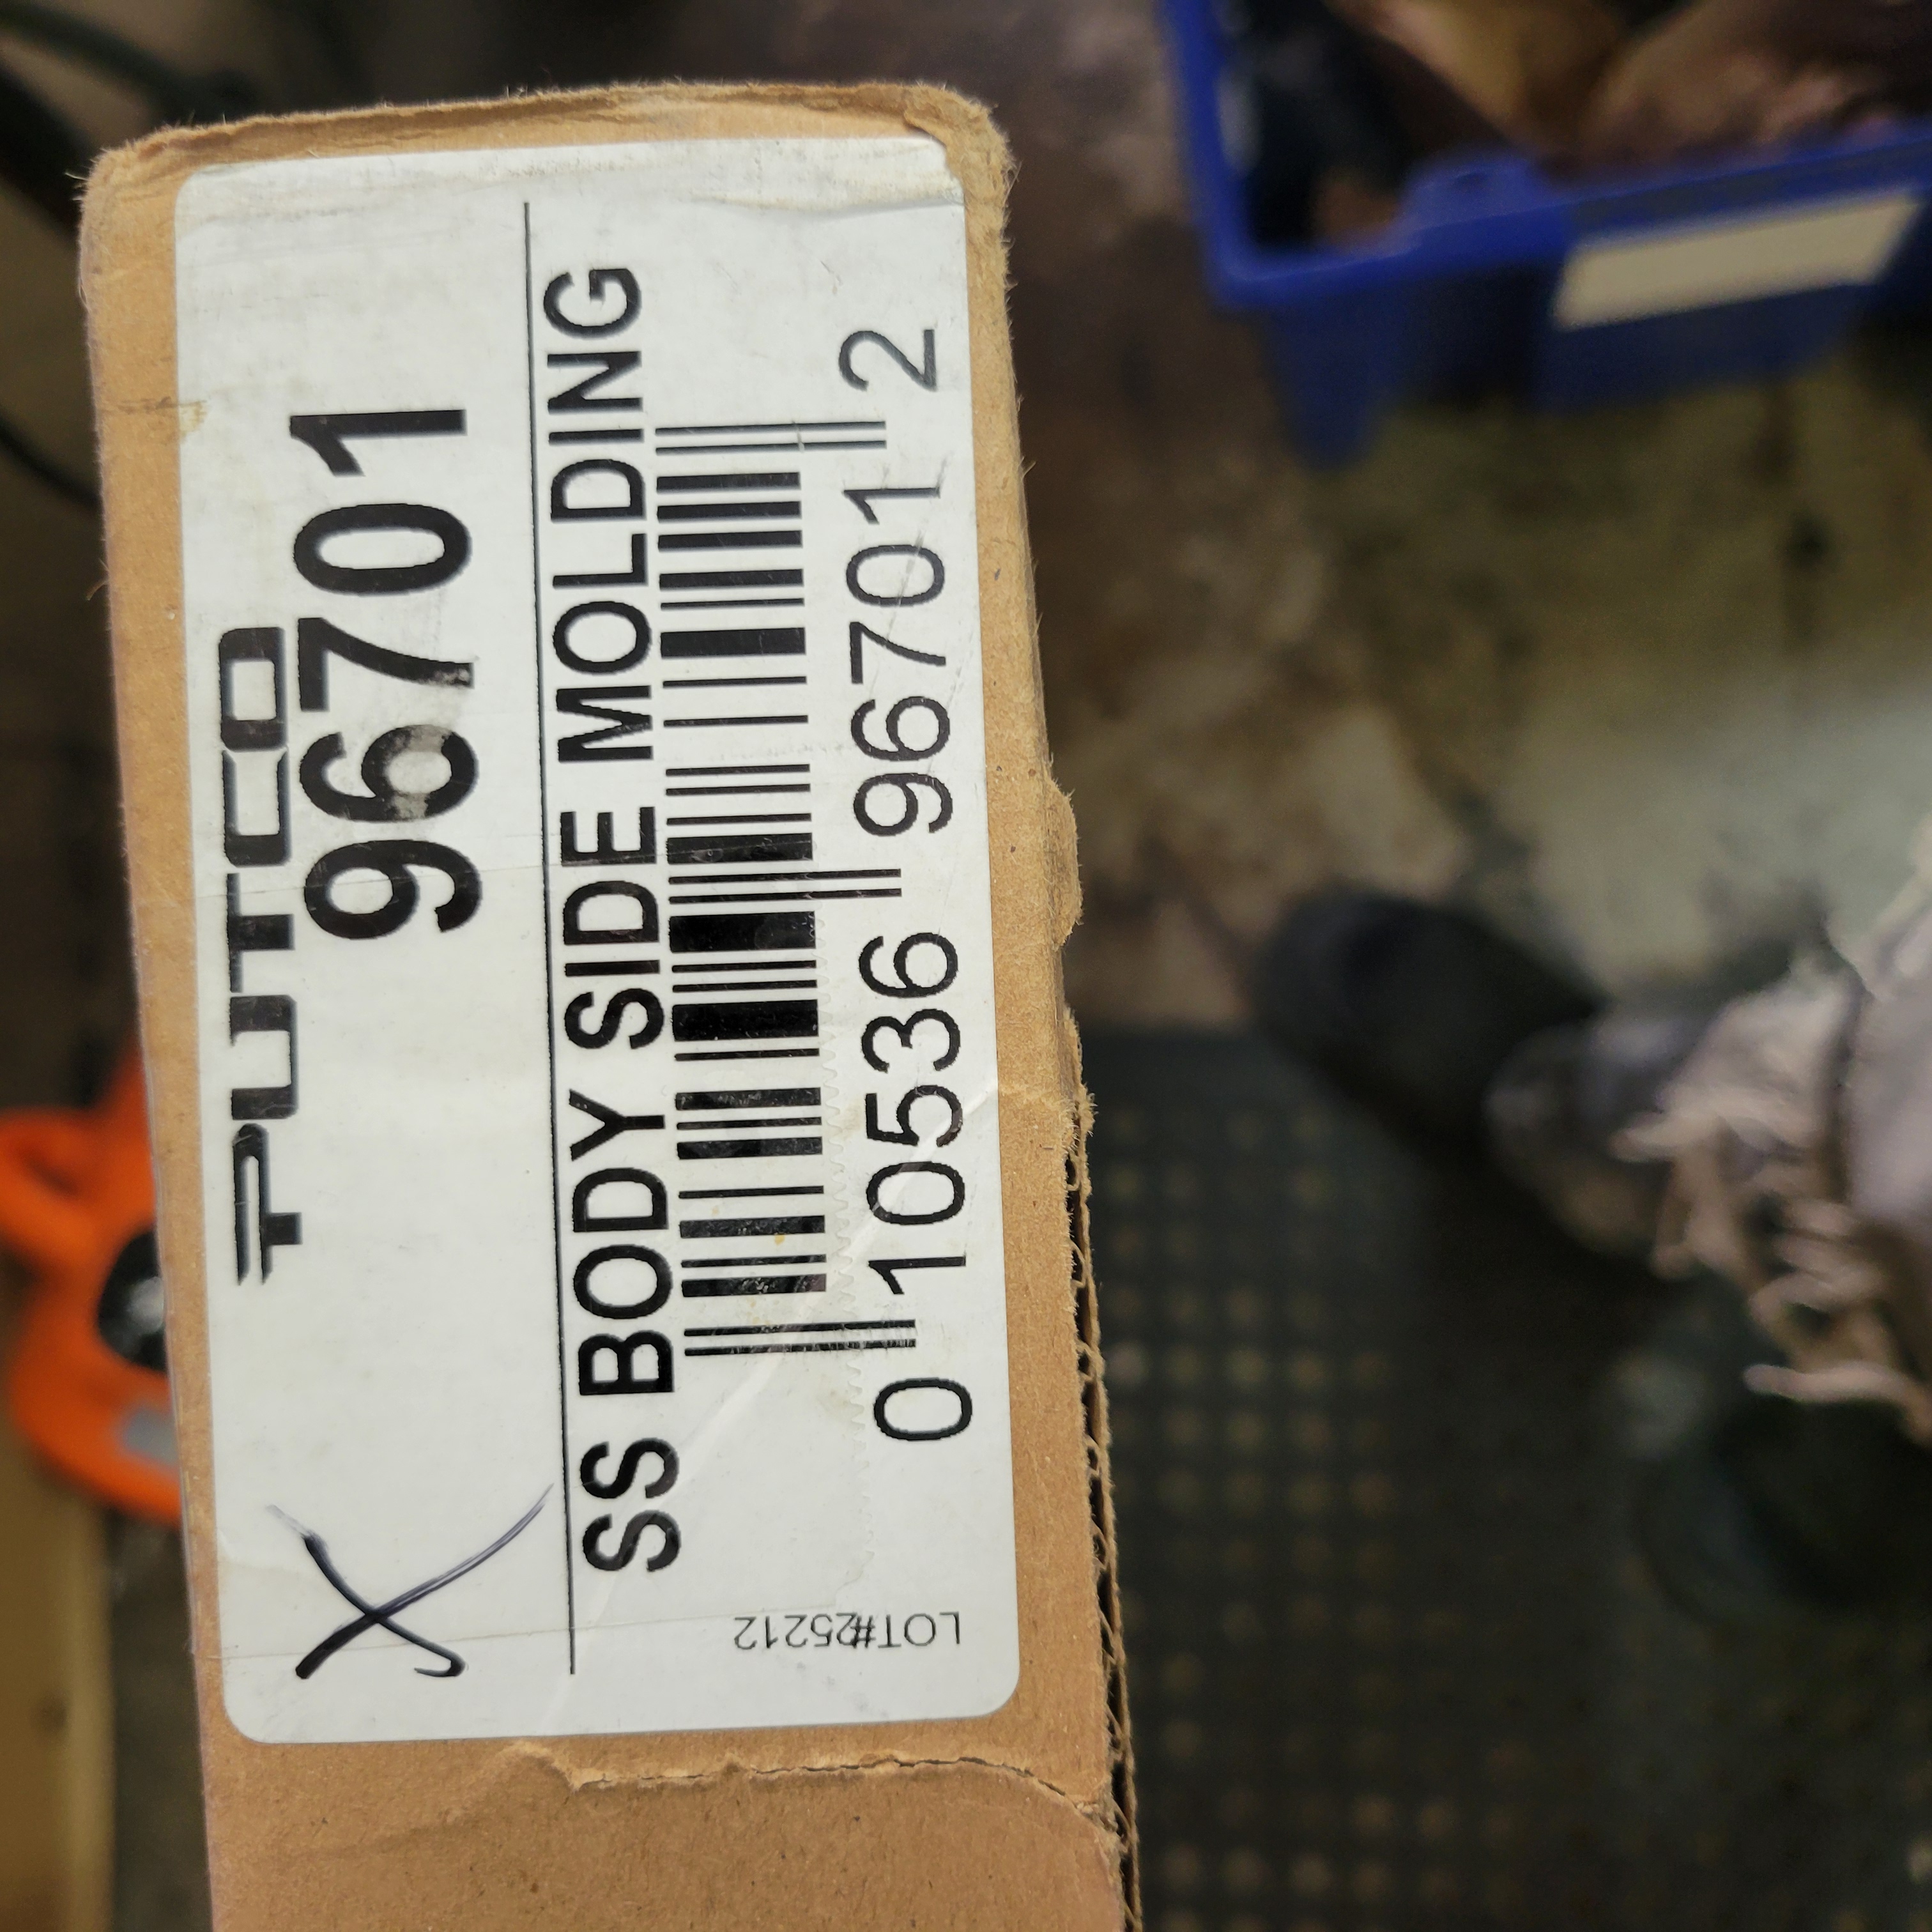 PUTCO
96701
SS BODY SIDE MOLDING
0 10536 96701 2
LOT#25212
X